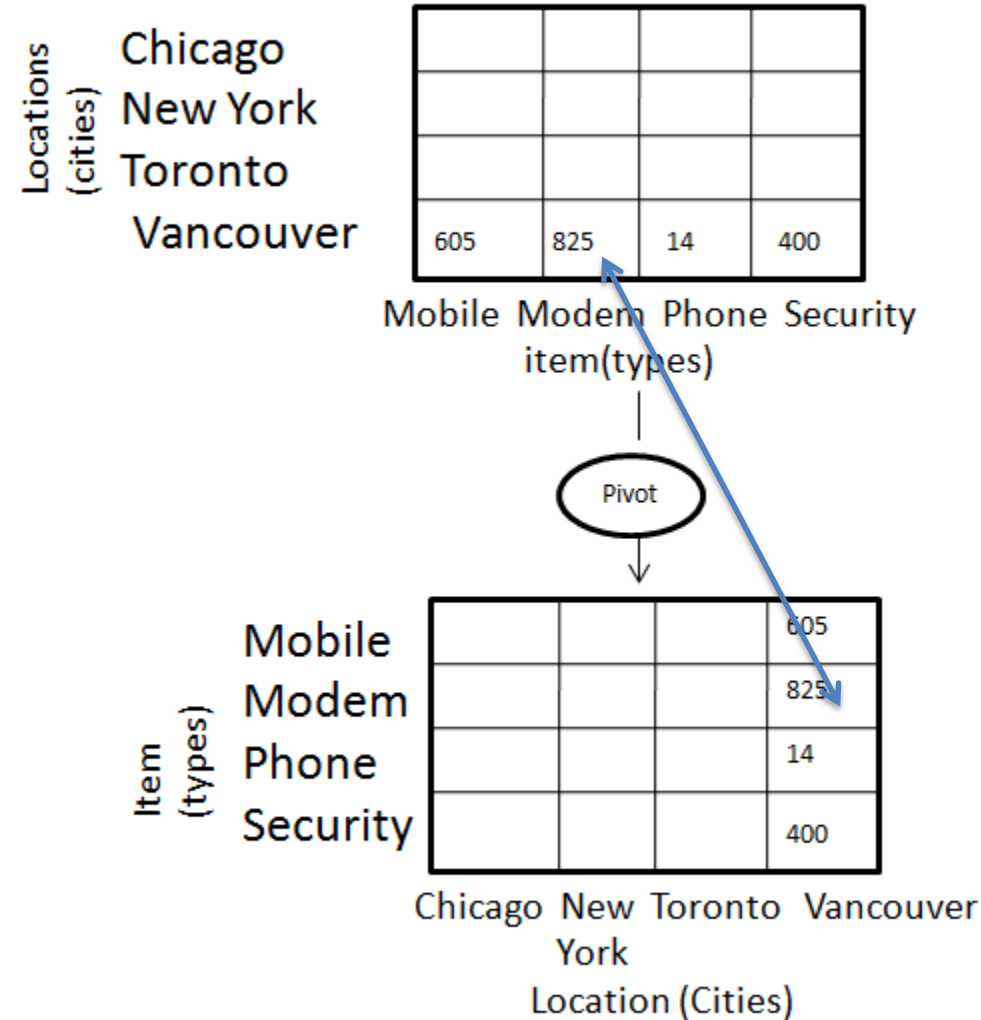 Locations
(cities)
Chicago
New York
Toronto
Vancouver
605 825 14 400
Mobile Modem Phone Security
item(types)
Pivot
Item
(types)
Mobile
Modem
Phone
Security
605
825
14
400
Chicago New Toronto Vancouver
York
Location (Cities)